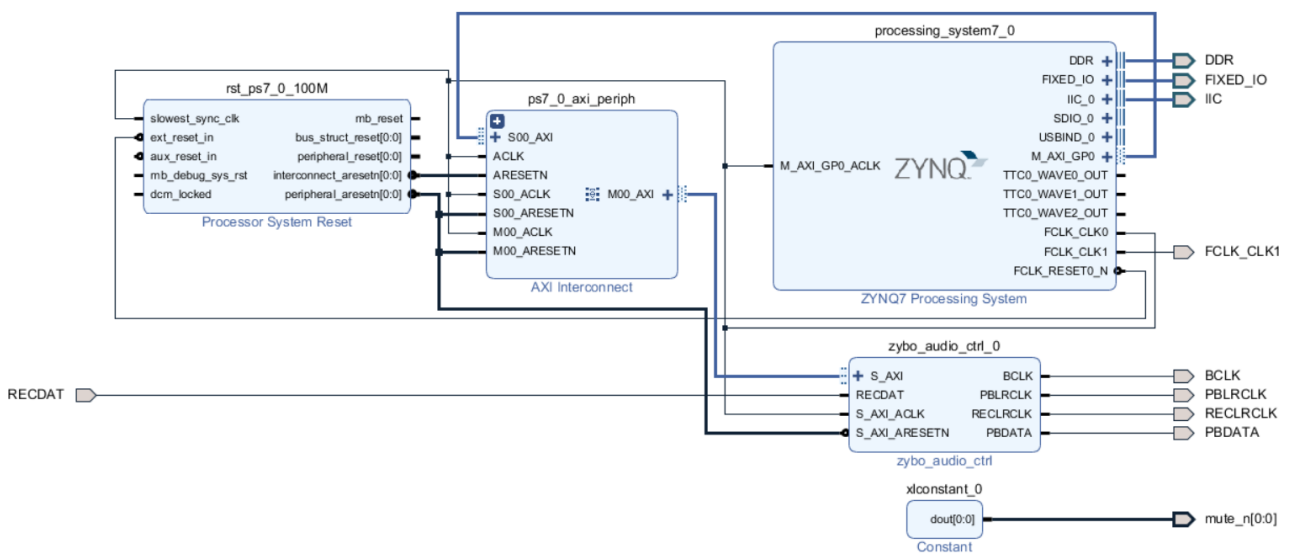 processing_system7_0
DDR
FIXED_IO
IIC_0
SDIO_0
USBIND_0
M_AXI_GP0
M_AXI_GP0_ACLK
ZYNQ
TTC0_WAVE0_OUT
TTC0_WAVE1_OUT
TTC0_WAVE2_OUT
FCLK_CLK0
FCLK_CLK1
FCLK_RESET0_N
ZYNQ7 Processing System
DDR
FIXED_IO
IIC
FCLK_CLK1
rst_ps7_0_100M
slowest_sync_clk
mb_reset
ext_reset_in
bus_struct_reset[0:0]
aux_reset_in
peripheral_reset[0:0]
mb_debug_sys_rst
interconnect_aresetn[0:0]
dcm_locked
peripheral_aresetn[0:0]
Processor System Reset
ps7_0_axi_periph
S00_AXI
ACLK
ARESETN
S00_ACLK
M00_AXI
S00_ARESETN
M00_ACLK
M00_ARESETN
AXI Interconnect
RECDAT
zybo_audio_ctrl_0
S_AXI
BCLK
RECDAT
PBLRCLK
S_AXI_ACLK
RECLRCLK
S_AXI_ARESETN
PBDATA
zybo_audio_ctrl
BCLK
PBLRCLK
RECLRCLK
PBDATA
xlconstant_0
dout[0:0]
Constant
mute_n[0:0]